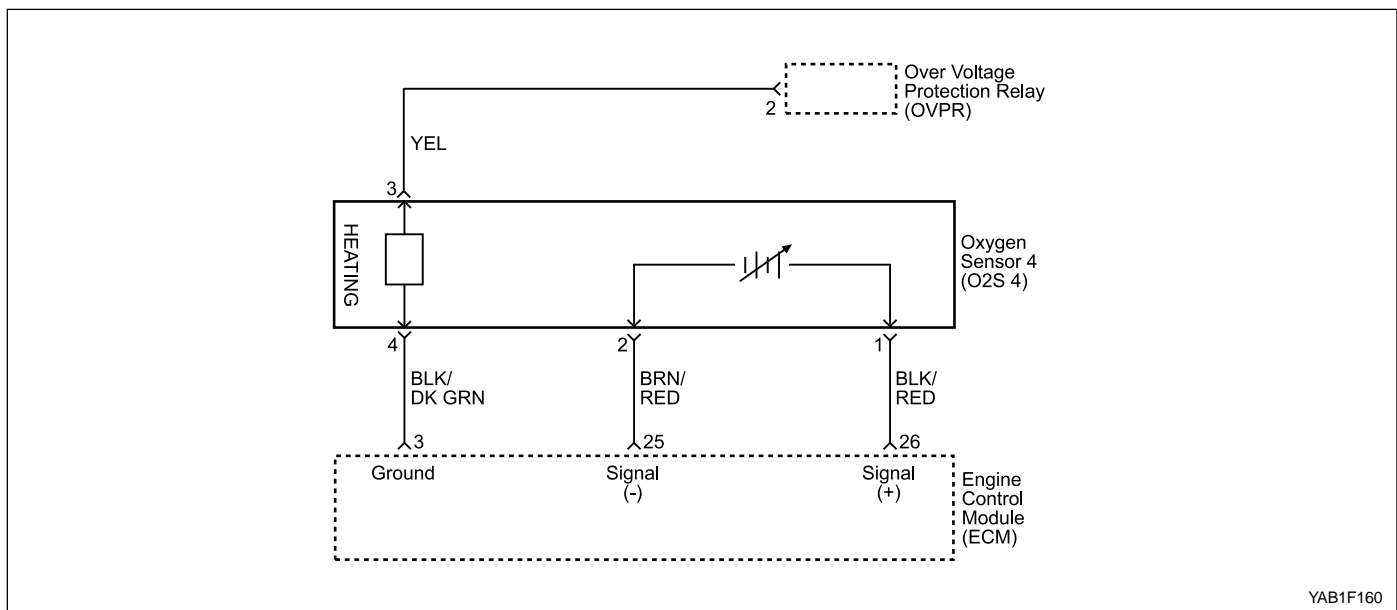 Over Voltage
Protection Relay
(OVPR)
2
YEL
3
HEATING
Oxygen
Sensor 4
(O2S 4)
4
2
1
BLK/
DK GRN
BRN/
RED
BLK/
RED
3
25
26
Ground
Signal
(-)
Signal
(+)
Engine
Control
Module
(ECM)
YAB1F160